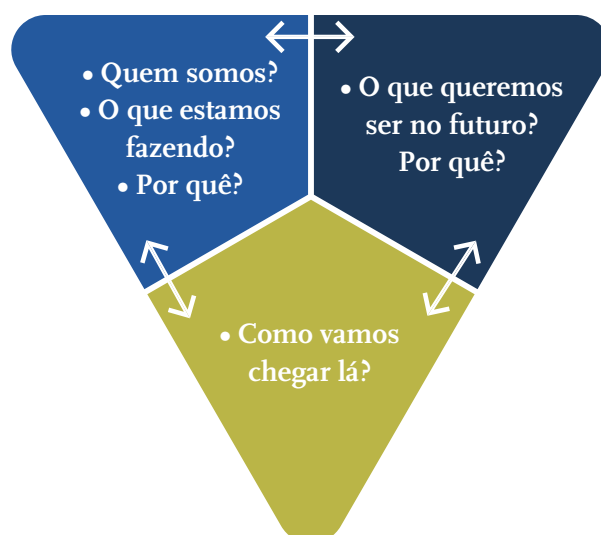 • Quem somos?
• O que estamos
fazendo?
• Por quê?
• O que queremos
ser no futuro?
Por quê?
• Como vamos
chegar lá?